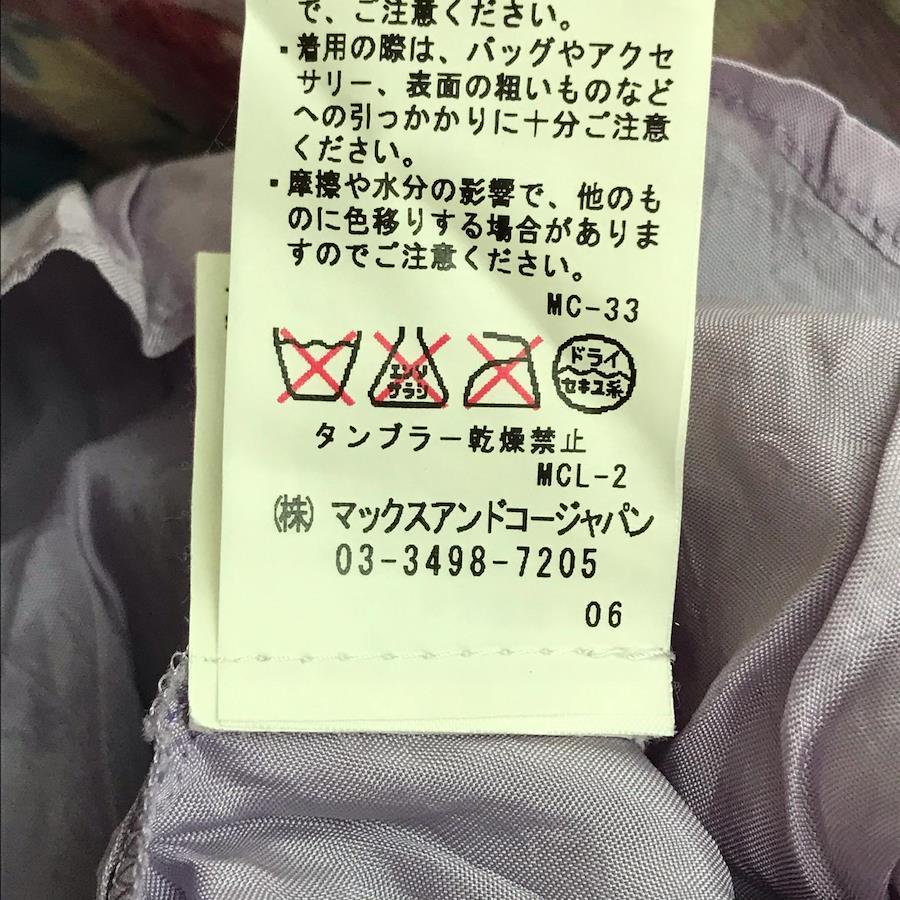 で、ご注意ください。
▪着用の際は、バッグやアクセ
サリー、表面の粗いものなど
への引っかかりに十分ご注意
ください。
▪摩擦や水分の影響で、他のも
のに色移りする場合がありま
すのでご注意ください。
MC-33
エンソ
サラシ
ドライ
セキユ系
タンブラー乾燥禁止
MCL-2
㈱ マックスアンドコージャパン
03-3498-7205
06